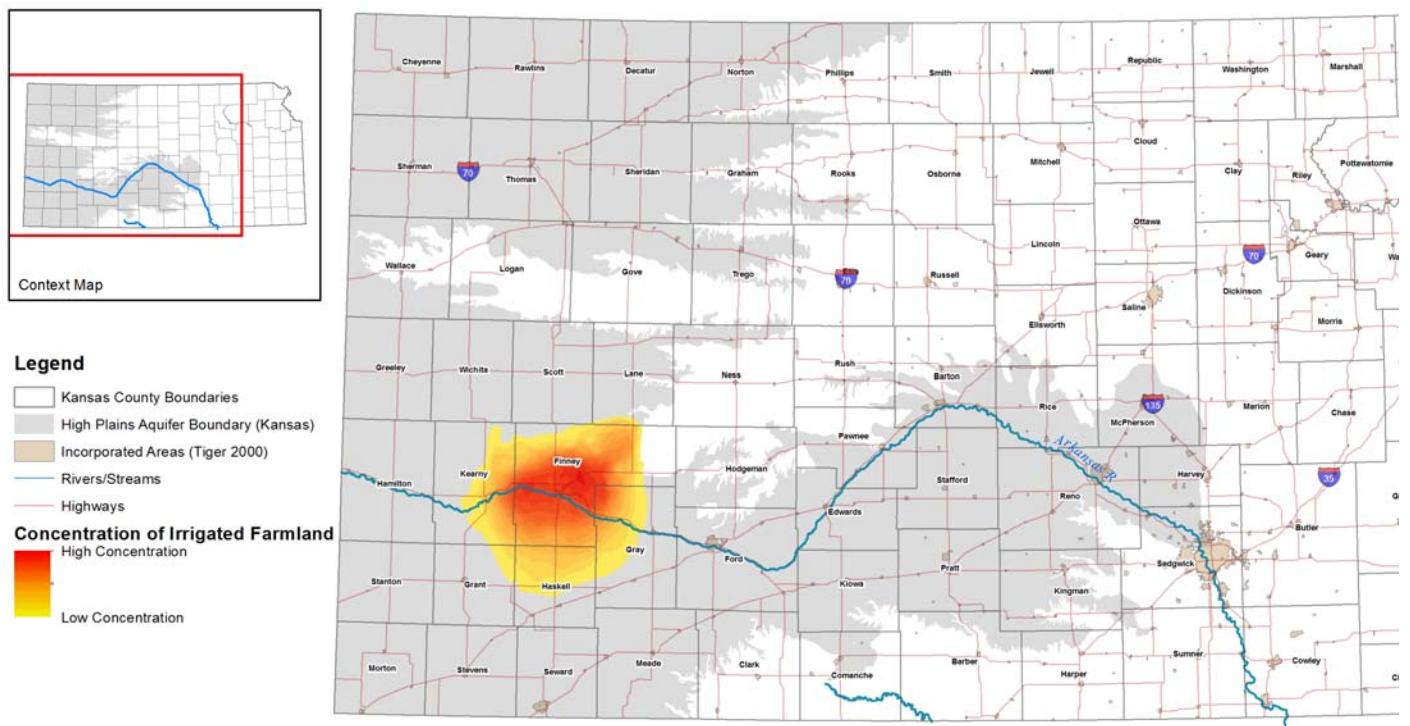 Context Map
Legend
Kansas County Boundaries
High Plains Aquifer Boundary (Kansas)
Incorporated Areas (Tiger 2000)
Rivers/Streams
Highways
Concentration of Irrigated Farmland
High Concentration
Low Concentration
Cheyenne
Rawlins
Decatur
Norton
Phillips
Smith
Jewell
Republic
Washington
Marshall
Cloud
Sherman
70
Thomas
Sheridan
Graham
Rooks
Osborne
Mitchell
Clay
Riley
Pottawatomie
Ottawa
Lincoln
Wallace
Logan
Gove
Trego
70
Russell
70
Geary
Dickinson
Saline
Ellsworth
Morris
Greeley
Wichita
Scott
Lane
Ness
Rush
Barton
Rice
135
McPherson
Marion
Chase
Pawnee
Arkansas R
Hamilton
Kearny
Finney
Hodgeman
Stafford
Reno
Harvey
35
Edwards
Butler
Gray
Ford
Stanton
Grant
Haskell
Kiowa
Pratt
Kingman
Sedgwick
Morton
Stevens
Seward
Meade
Clark
Comanche
Barber
Harper
Sumner
Cowley